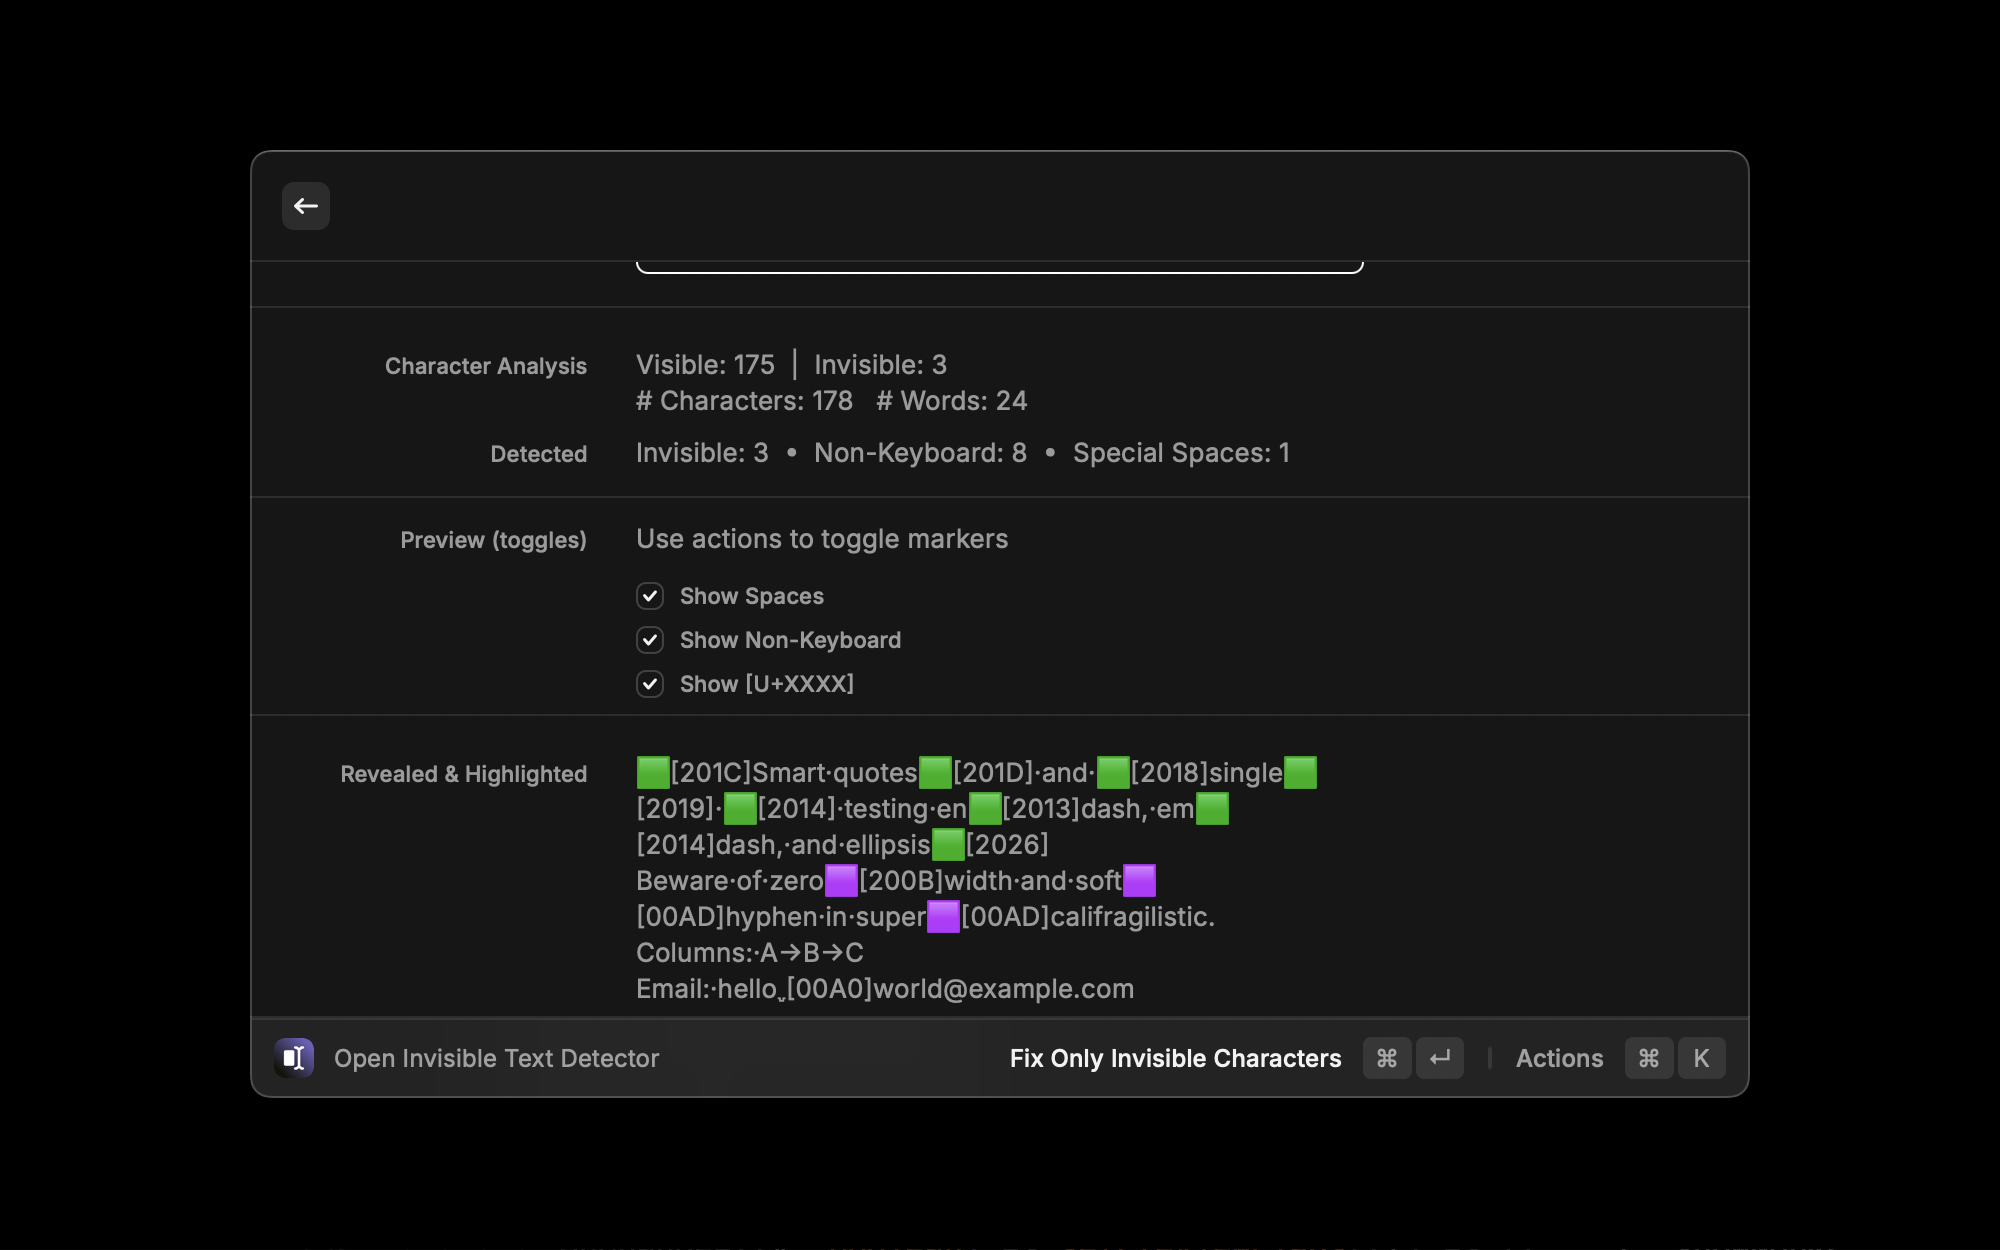 Character Analysis
Visible: 175 | Invisible: 3
# Characters: 178 # Words: 24
Detected
Invisible: 3 • Non-Keyboard: 8 • Special Spaces: 1
Preview (toggles)
Use actions to toggle markers
Show Spaces
Show Non-Keyboard
Show [U+XXXX]
Revealed & Highlighted
🟩[201C]Smart·quotes🟩[201D]·and·🟩[2018]single🟩
[2019]·🟩[2014]·testing·en🟩[2013]dash,·em🟩
[2014]dash,·and·ellipsis🟩[2026]
Beware·of·zero🟪[200B]width·and·soft🟪
[00AD]hyphen·in·super🟪[00AD]califragilistic.
Columns:·A→B→C
Email:·hello⍽[00A0]world@example.com
Open Invisible Text Detector
Fix Only Invisible Characters ⌘ ↵ Actions ⌘ K